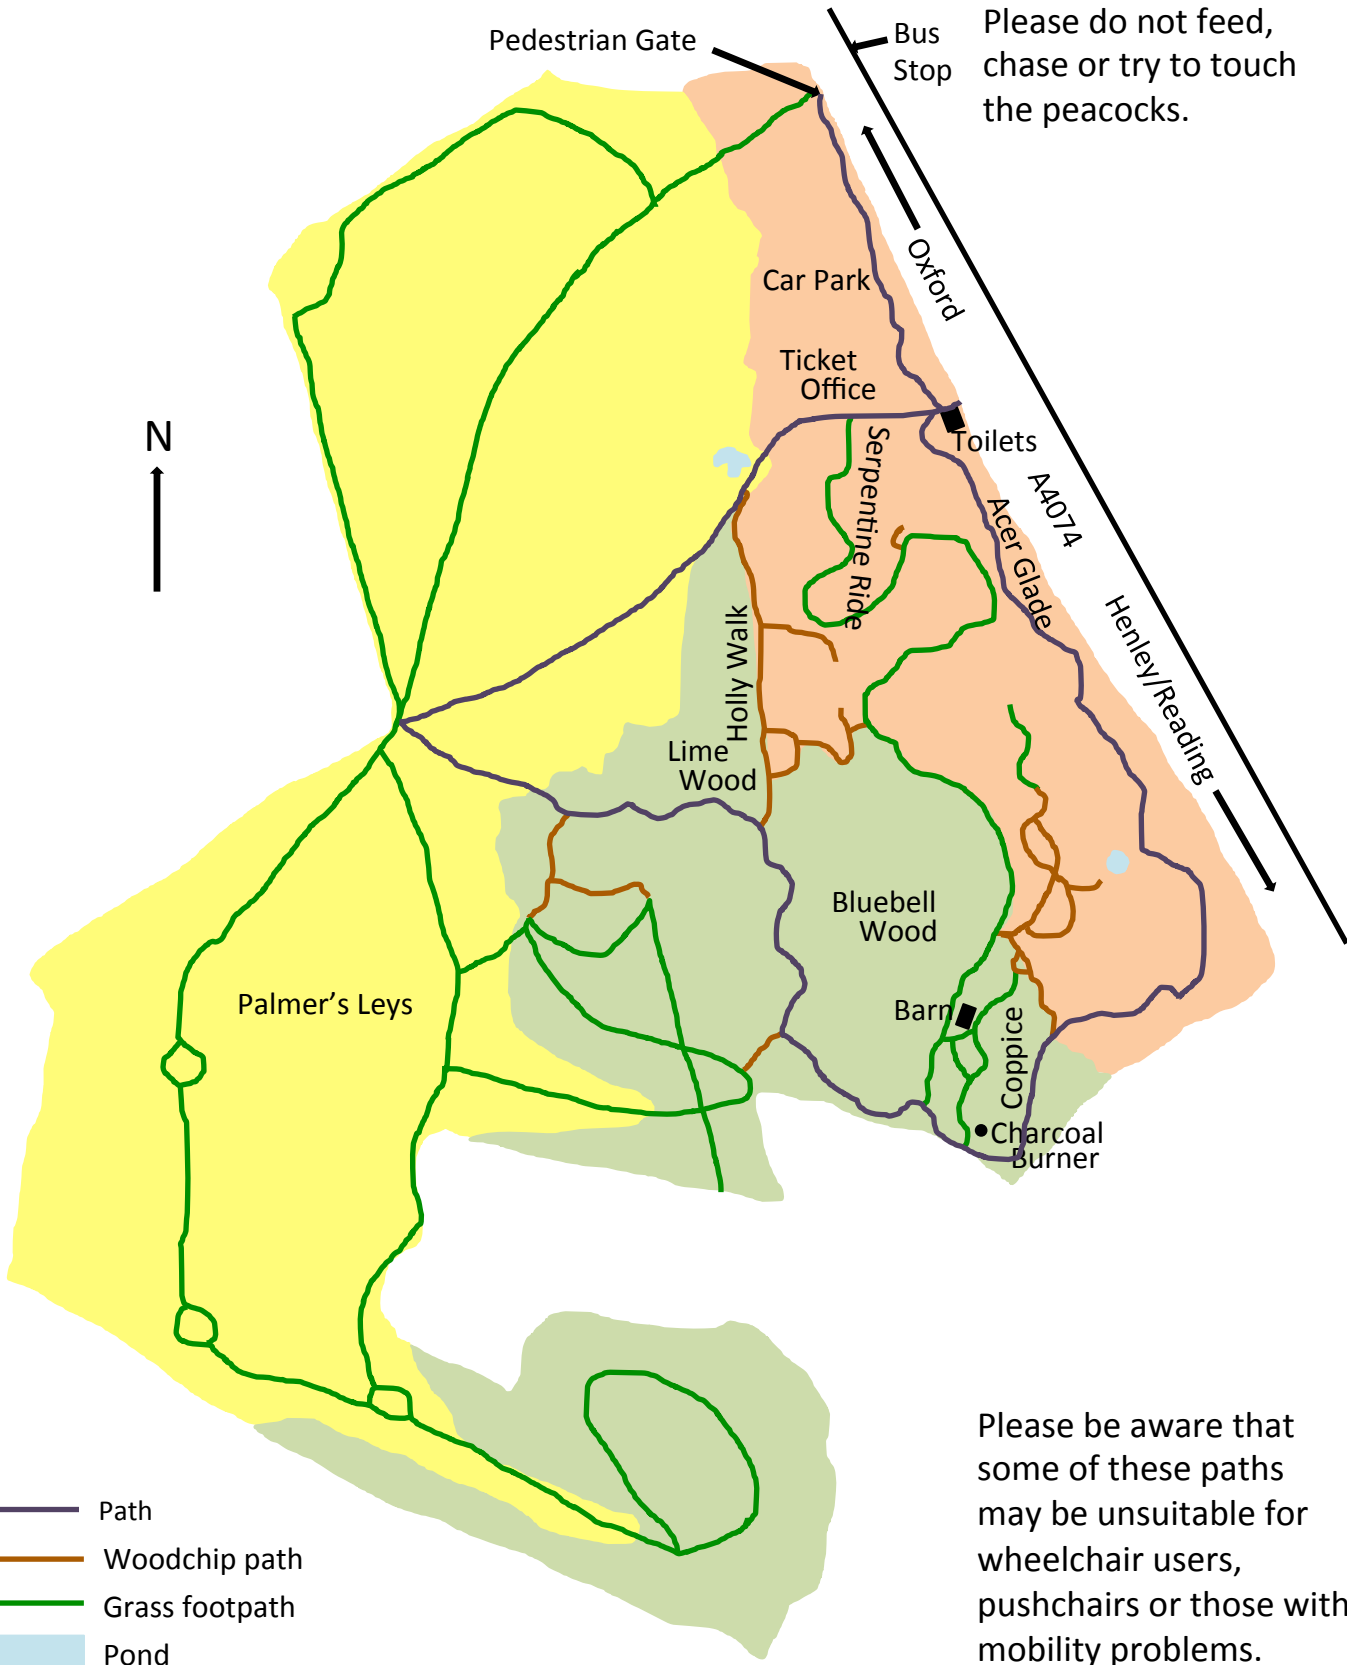 Pedestrian Gate
Bus
Stop
Please do not feed,
chase or try to touch
the peacocks.
Oxford
Car Park
Ticket
Office
N
Toilets
Serpentine Ride
A4074
Acer Glade
Henley/Reading
Holly Walk
Lime
Wood
Bluebell
Wood
Palmer’s Leys
Barn
Coppice
Charcoal
Burner
Please be aware that
some of these paths
may be unsuitable for
wheelchair users,
pushchairs or those with
mobility problems.
Path
Woodchip path
Grass footpath
Pond